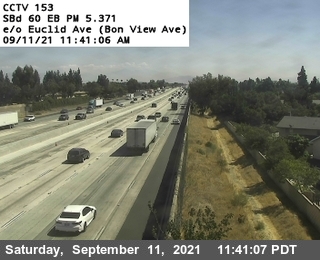 CCTV 153
SBd 60 EB PM 5.371
e/o Euclid Ave (Bon View Ave)
09/11/21 11:41:06 AM
Saturday, September 11, 2021 11:41:07 PDT